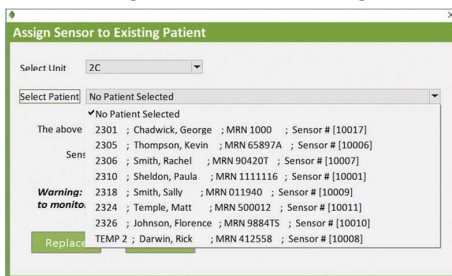 Assign Sensor to Existing Patient
Select Unit 2C
Select Patient No Patient Selected
✔No Patient Selected
The above 2301 ; Chadwick, George ; MRN 1000 ; Sensor # [10017]
2305 ; Thompson, Kevin ; MRN 65897A ; Sensor # [10006]
Sens 2306 ; Smith, Rachel ; MRN 90420T ; Sensor # [10007]
2310 ; Sheldon, Paula ; MRN 1111116 ; Sensor # [10001]
Warning: 2318 ; Smith, Sally ; MRN 011940 ; Sensor # [10009]
to monito 2324 ; Temple, Matt ; MRN 500012 ; Sensor # [10011]
2326 ; Johnson, Florence ; MRN 9884TS ; Sensor # [10010]
Replace TEMP 2 ; Darwin, Rick ; MRN 412558 ; Sensor # [10008]